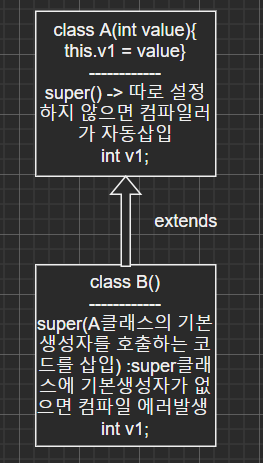 class A(int value){
this.v1 = value}
------------
super() -> 따로 설정
하지 않으면 컴파일러
가 자동삽입
int v1;
extends
class B()
------------
super(A클래스의 기본
생성자를 호출하는 코
드를 삽입) :super클래
스에 기본생성자가 없
으면 컴파일 에러발생
int v1;